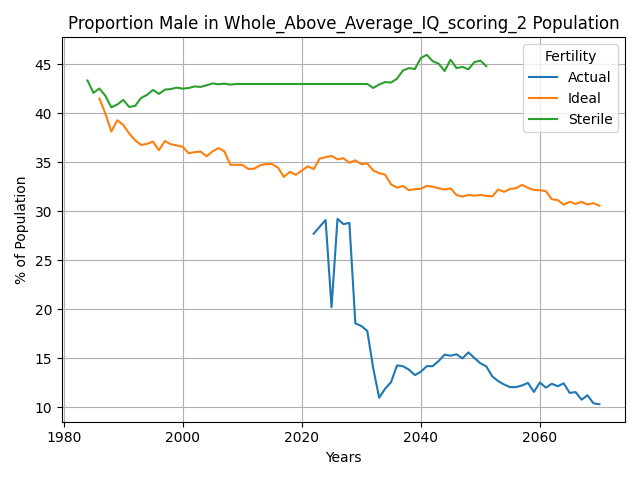 Proportion Male in Whole_Above_Average_IQ_scoring_2 Population
Fertility
Actual
Ideal
Sterile
% of Population
45
40
35
30
25
20
15
10
1980
2000
2020
2040
2060
Years